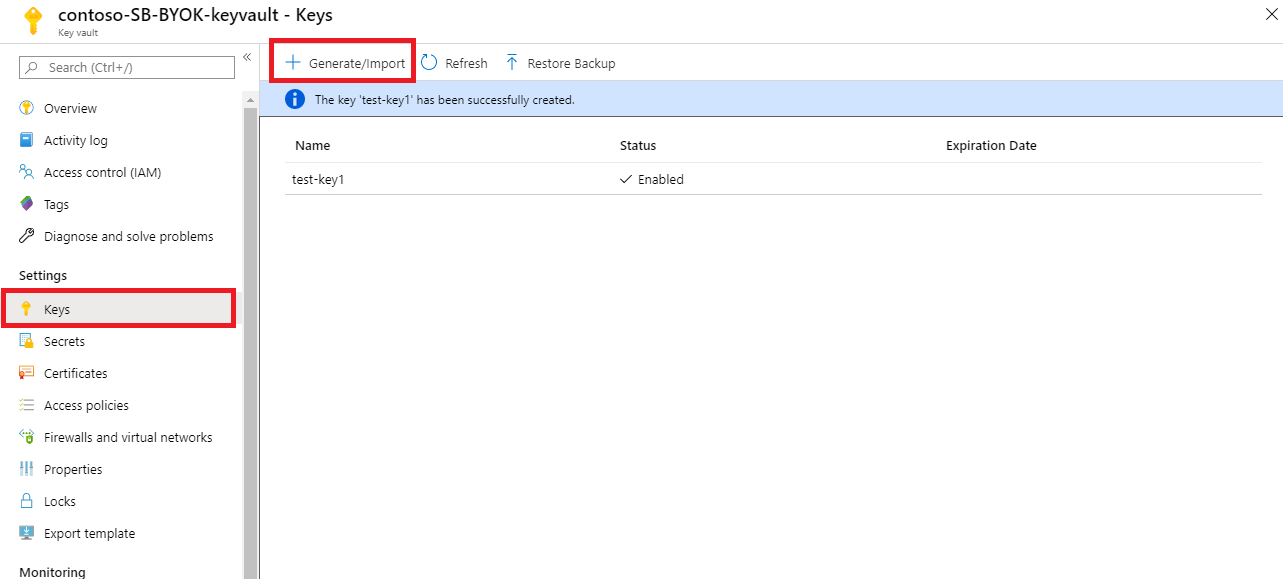 contoso-SB-BYOK-keyvault - Keys
Key vault
Search (Ctrl+/)
Overview
Activity log
Access control (IAM)
Tags
Diagnose and solve problems
Settings
Keys
Secrets
Certificates
Access policies
Firewalls and virtual networks
Properties
Locks
Export template
Monitoring
Generate/Import Refresh Restore Backup
The key 'test-key1' has been successfully created.
Name Status Expiration Date
test-key1 Enabled